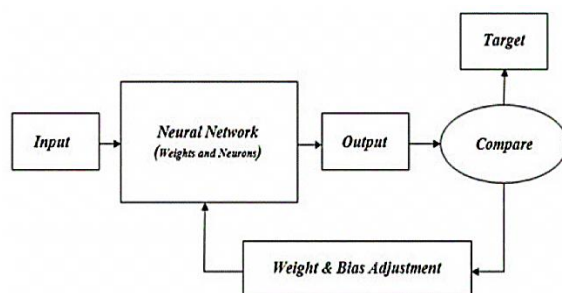 Target
Input
Neural Network
(Weights and Neurons)
Output
Compare
Weight & Bias Adjustment